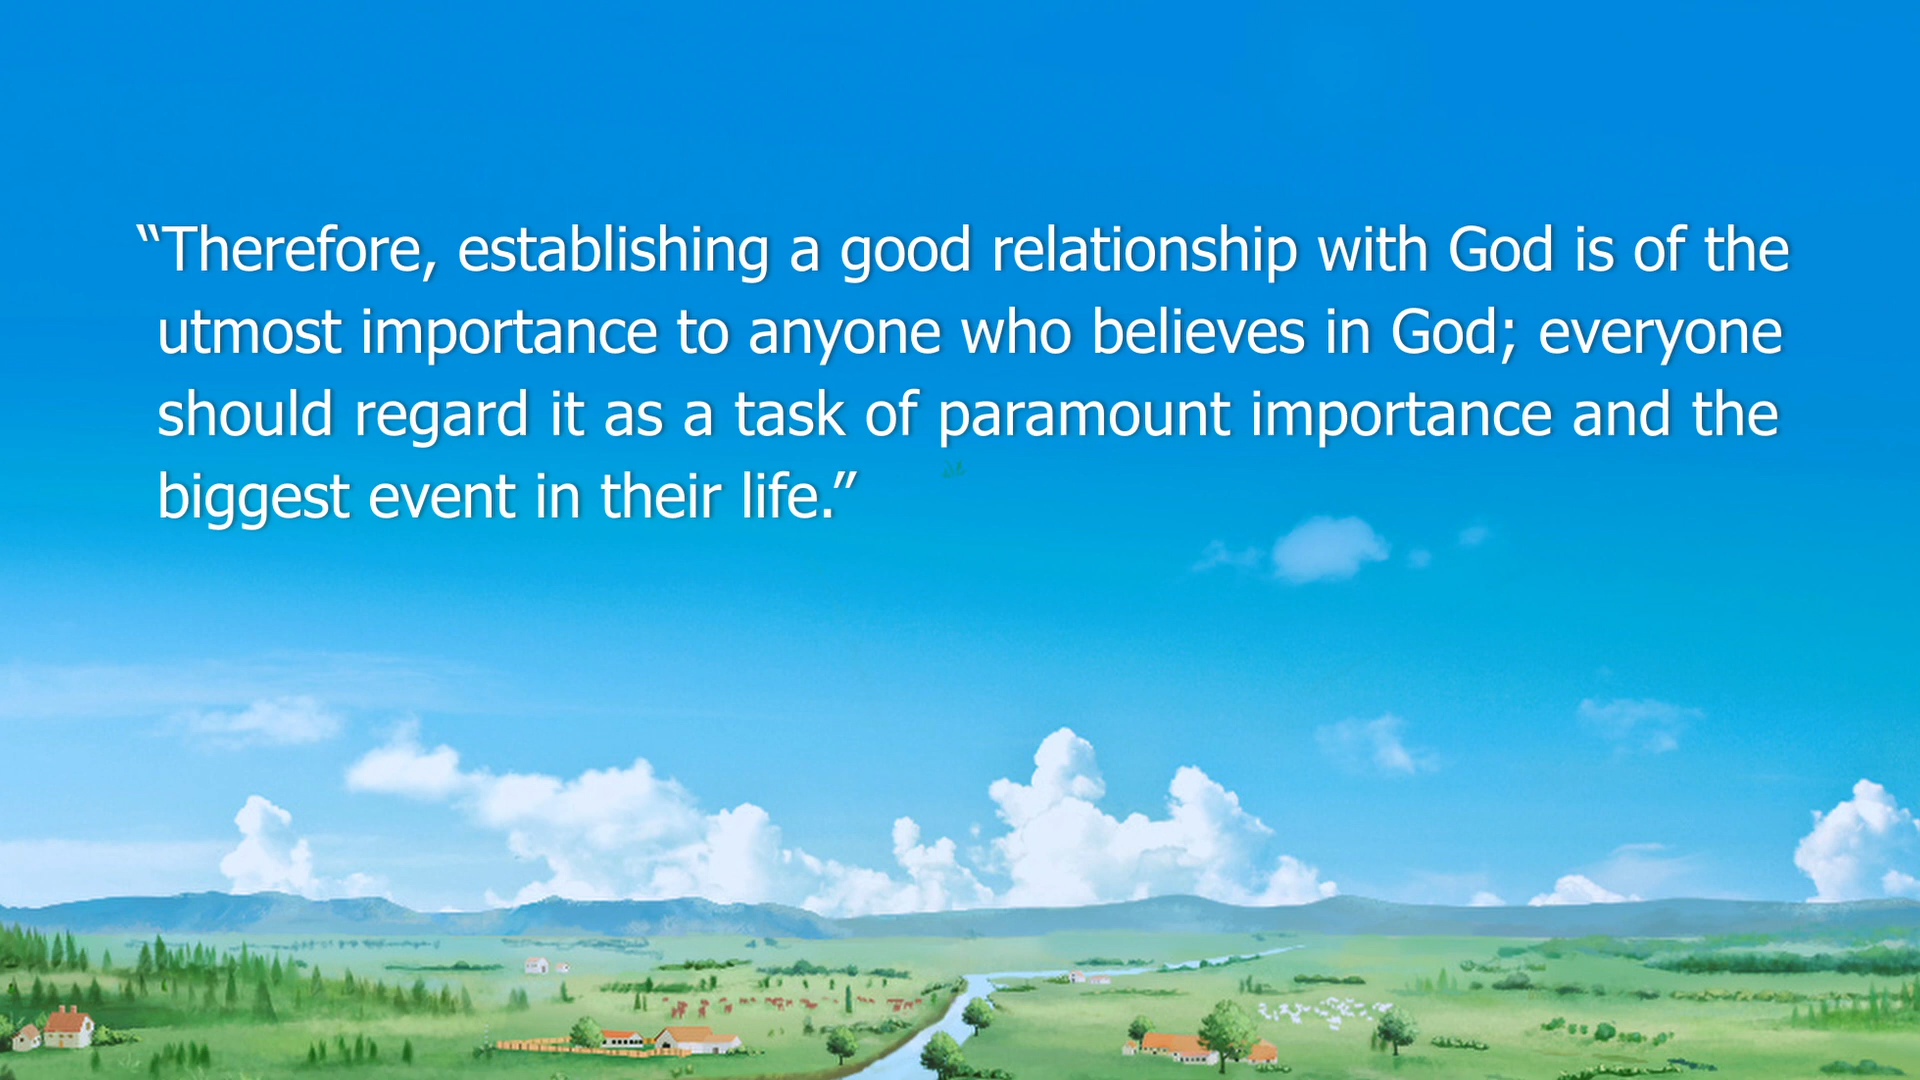 “Therefore, establishing a good relationship with God is of the
utmost importance to anyone who believes in God; everyone
should regard it as a task of paramount importance and the
biggest event in their life.”